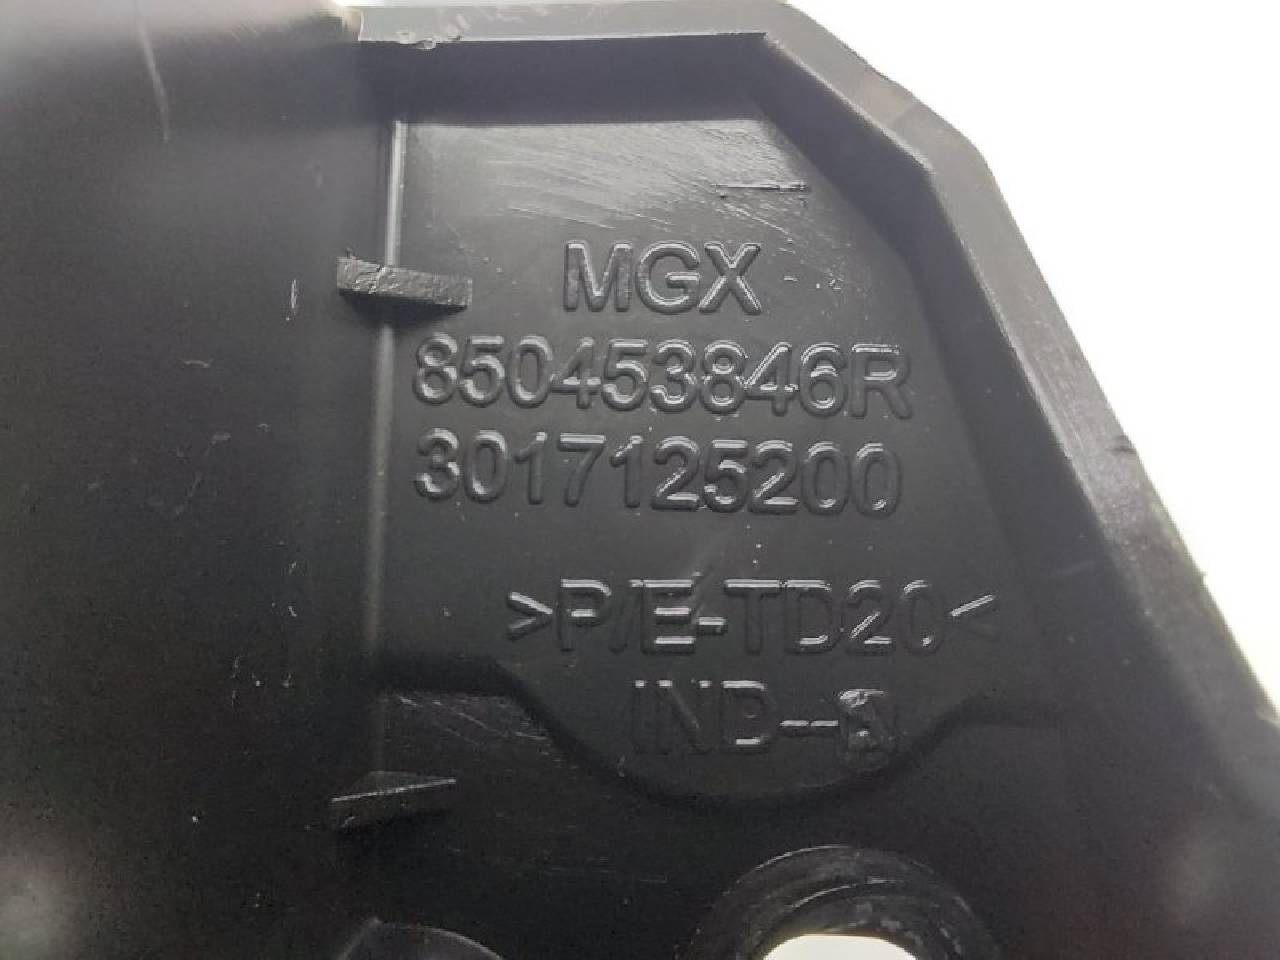 MGX
850453846R
3017125200
>P/E-TD20<
IND--